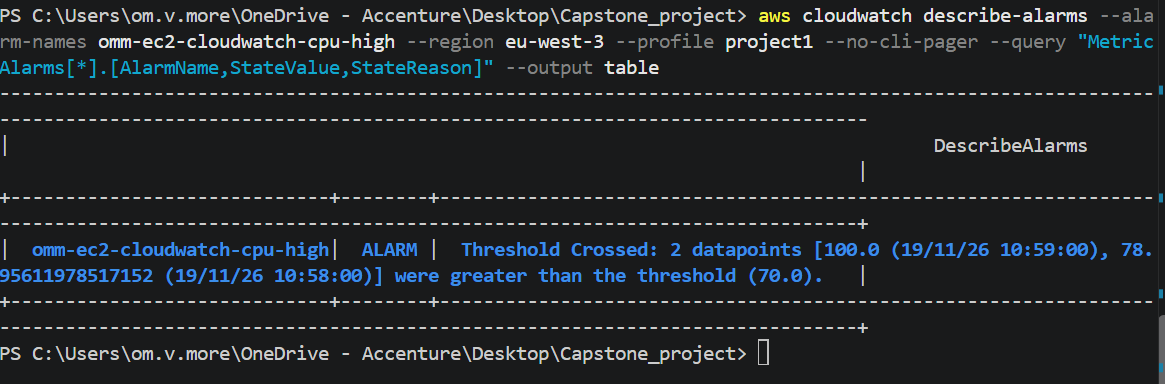 PS C:\Users\om.v.more\OneDrive - Accenture\Desktop\Capstone_project> aws cloudwatch describe-alarms --ala
rm-names omm-ec2-cloudwatch-cpu-high --region eu-west-3 --profile project1 --no-cli-pager --query "Metric
Alarms[*].[AlarmName,StateValue,StateReason]" --output table
---------------------------------------------------------------------------------------------------------
-------------------------------------------------------------------------------
|                                                                                     DescribeAlarms
                                                                              |
+------------------------------+--------+----------------------------------------------------------------
------------------------------------------------------------------------------+
|  omm-ec2-cloudwatch-cpu-high|  ALARM |  Threshold Crossed: 2 datapoints [100.0 (19/11/26 10:59:00), 78.
95611978517152 (19/11/26 10:58:00)] were greater than the threshold (70.0).   |
+------------------------------+--------+----------------------------------------------------------------
------------------------------------------------------------------------------+
PS C:\Users\om.v.more\OneDrive - Accenture\Desktop\Capstone_project>